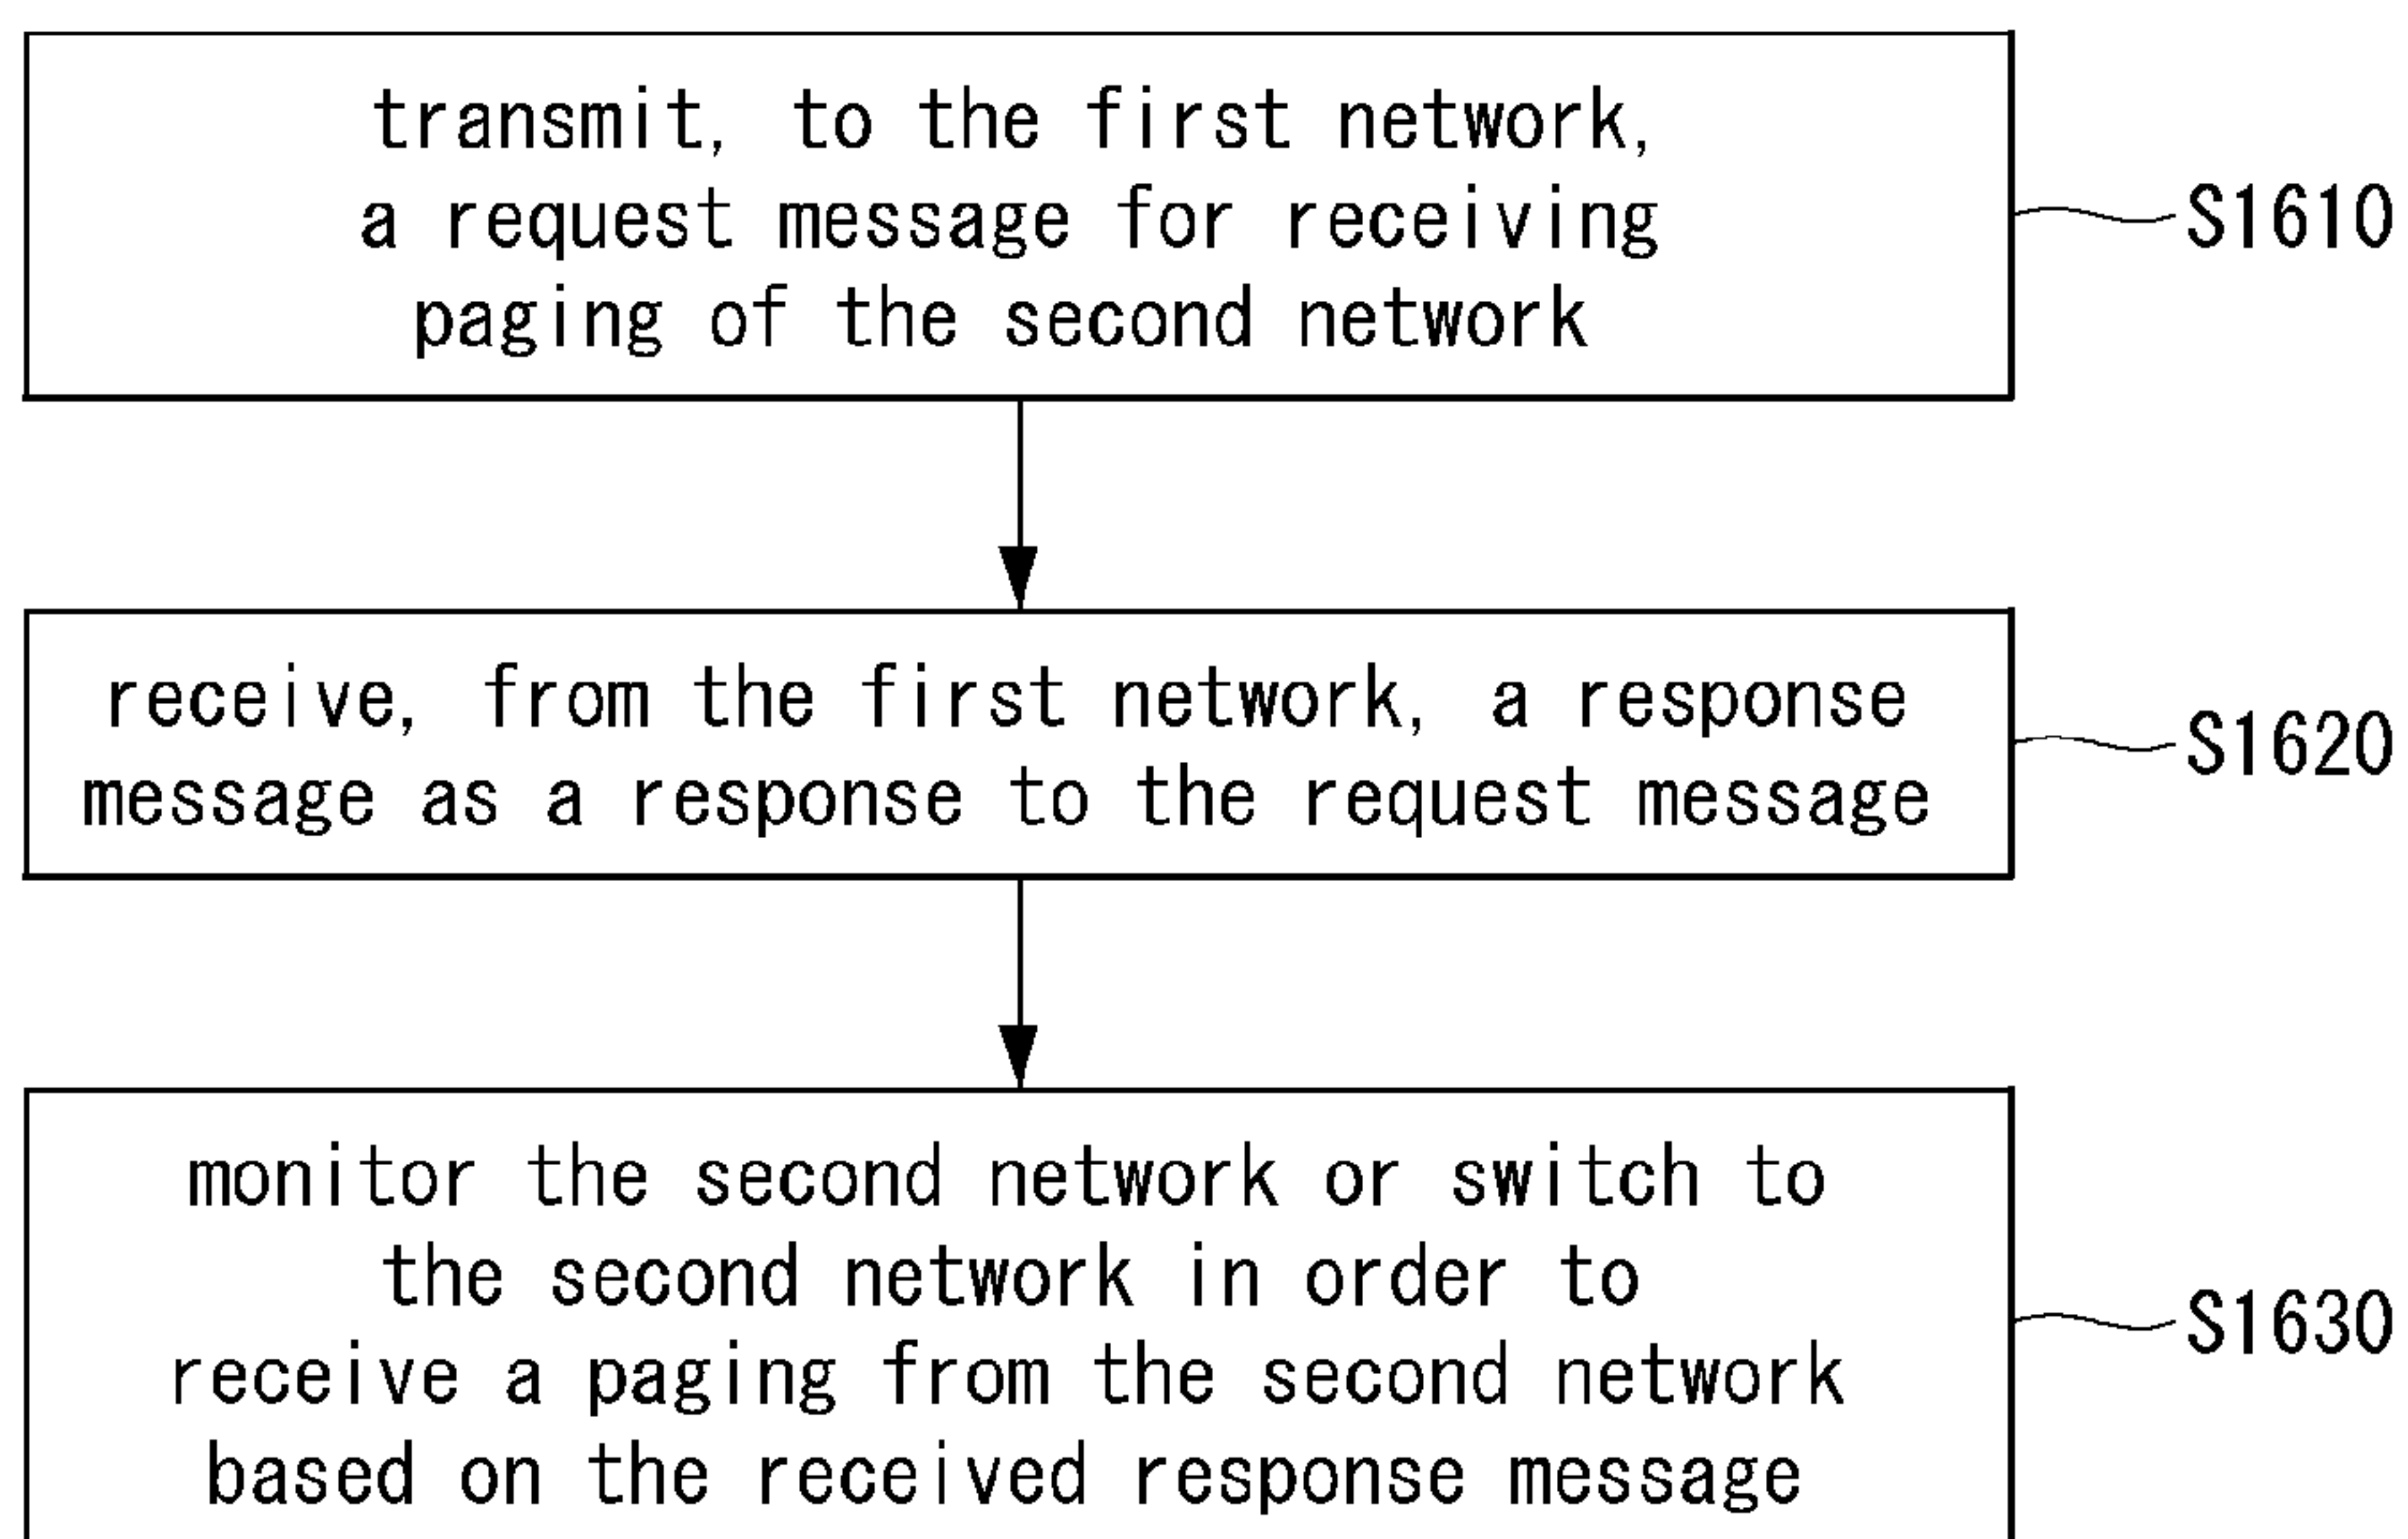 transmit, to the first network,
a request message for receiving
paging of the second network
S1610
receive, from the first network, a response
message as a response to the request message
S1620
monitor the second network or switch to
the second network in order to
receive a paging from the second network
based on the received response message
S1630